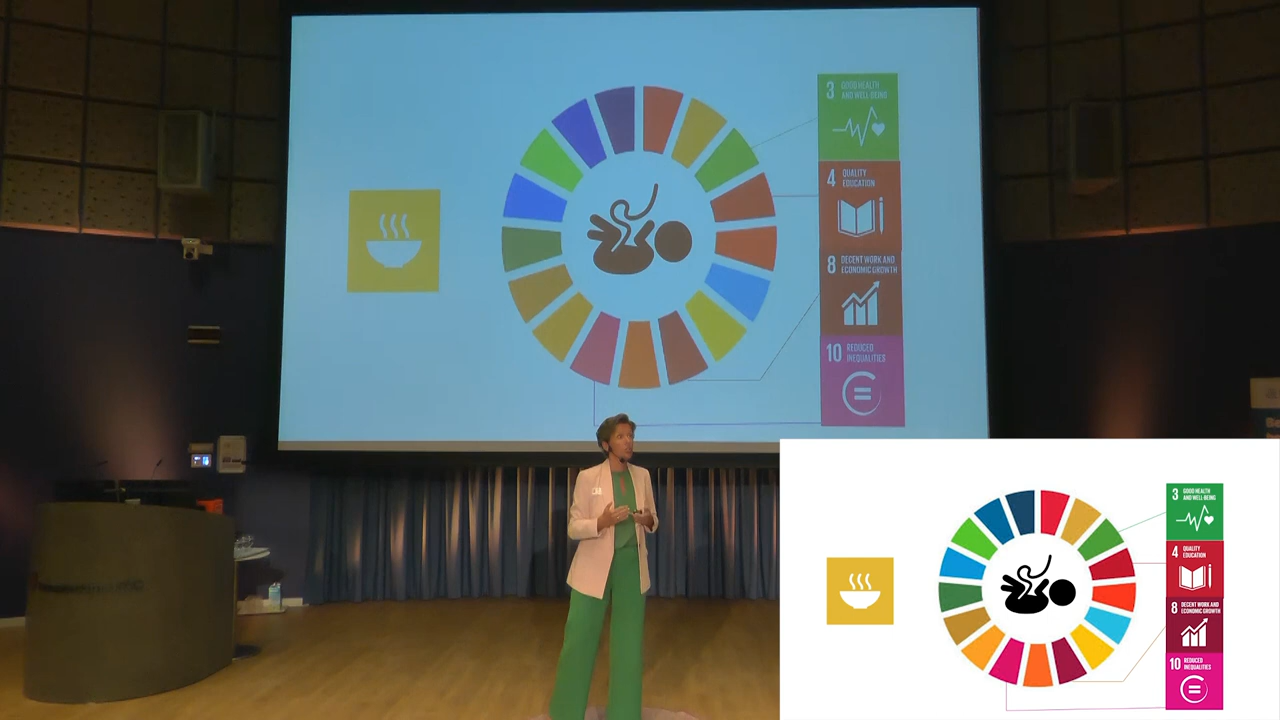 3 GOOD HEALTH
AND WELL-BEING
4 QUALITY
EDUCATION
8 DECENT WORK AND
ECONOMIC GROWTH
10 REDUCED
INEQUALITIES
3 GOOD HEALTH
AND WELL-BEING
4 QUALITY
EDUCATION
8 DECENT WORK AND
ECONOMIC GROWTH
10 REDUCED
INEQUALITIES